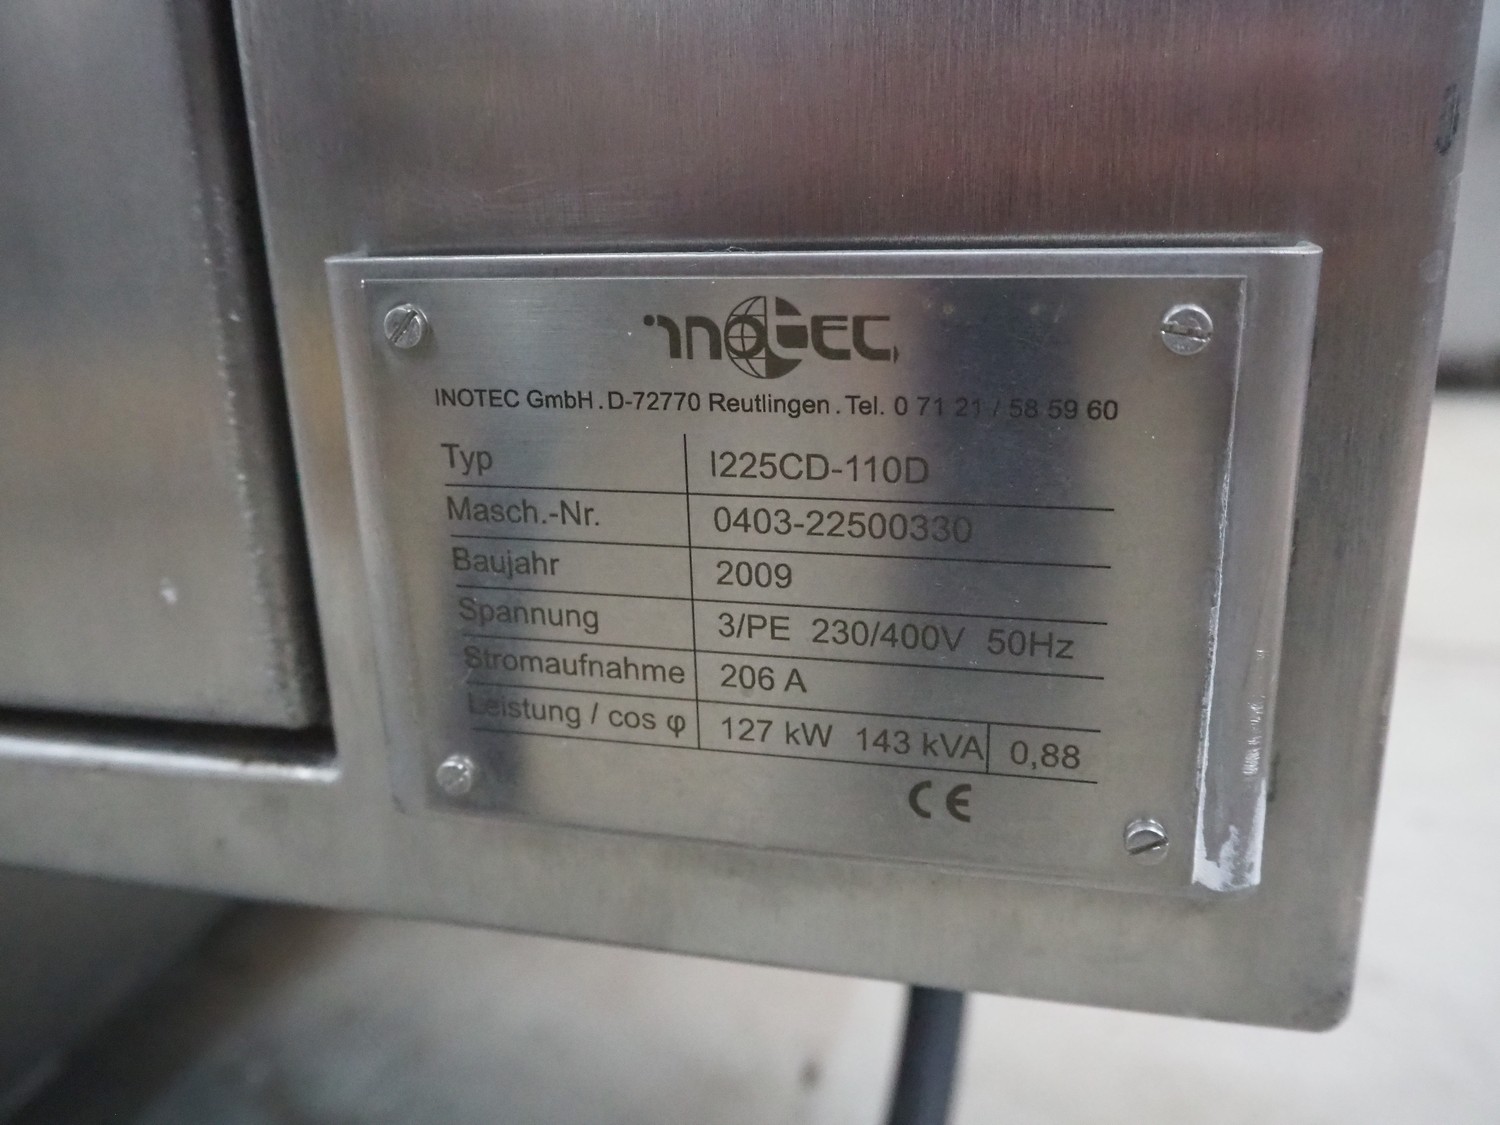 inotec
INOTEC GmbH . D-72770 Reutlingen . Tel. 0 71 21 / 58 59 60
Typ I225CD-110D
Masch.-Nr. 0403-22500330
Baujahr 2009
Spannung 3/PE 230/400V 50Hz
Stromaufnahme 206 A
Leistung / cos φ 127 kW 143 kVA 0,88
CE